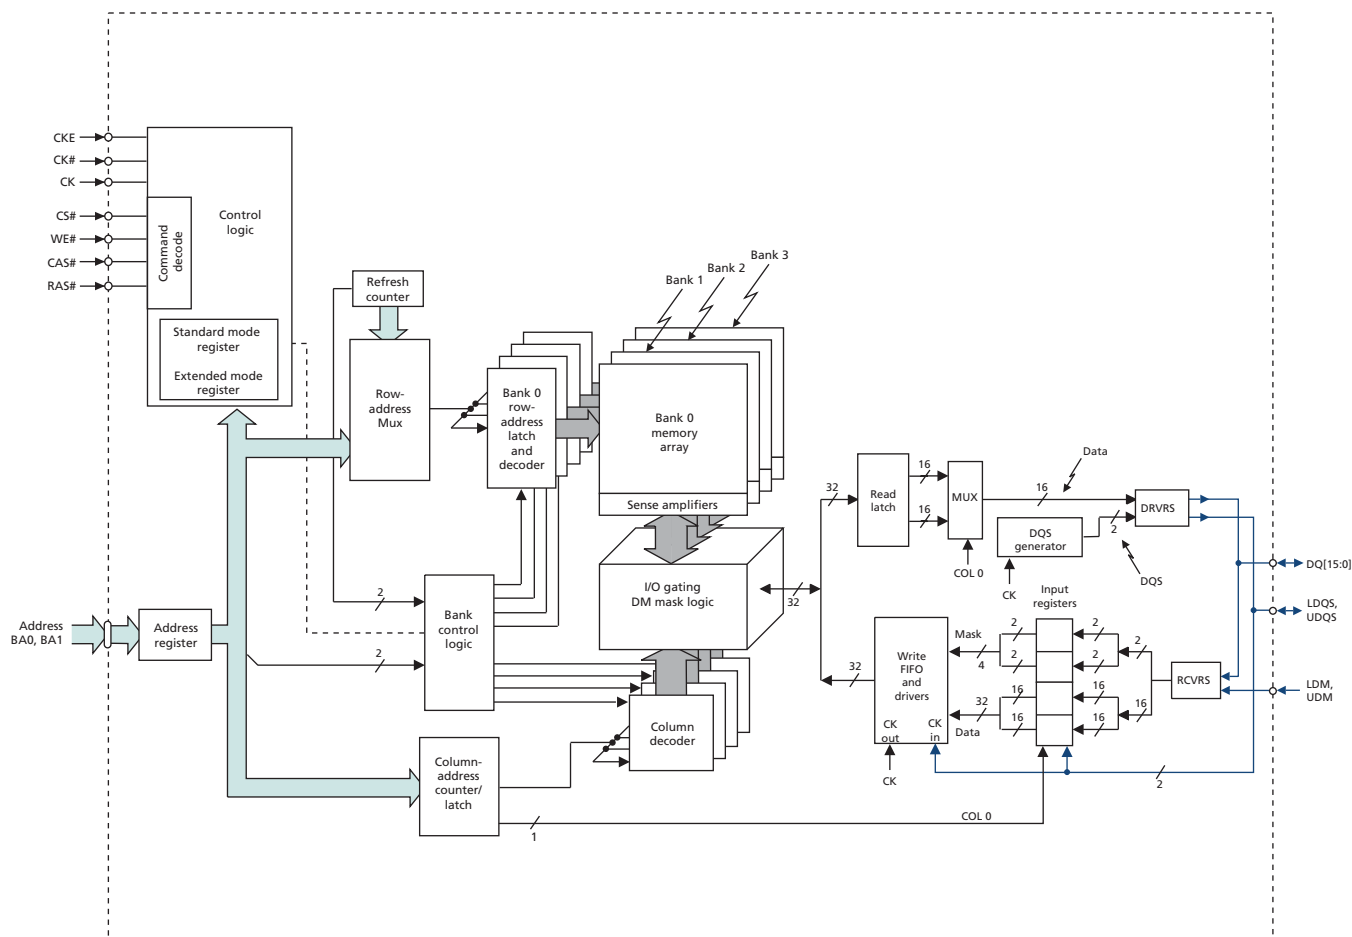 CKE
CK#
CK
CS#
WE#
CAS#
RAS#
Command
decode
Control
logic
Standard mode
register
Extended mode
register
Refresh
counter
Row-
address
Mux
Bank 0
row-
address
latch
and
decoder
Bank 1
Bank 2
Bank 3
Bank 0
memory
array
Sense amplifiers
I/O gating
DM mask logic
Address
BA0, BA1
Address
register
2
2
Bank
control
logic
Column
decoder
Column-
address
counter/
latch
1
COL 0
32
32
32
Read
latch
16
16
MUX
COL 0
16
Data
DQS
generator
CK
2
DQS
DRVRS
DQ[15:0]
LDQS,
UDQS
LDM,
UDM
Input
registers
Write
FIFO
and
drivers
CK
out
CK
in
CK
Mask
4
32
Data
2
2
16
16
2
2
16
16
2
16
RCVRS
2